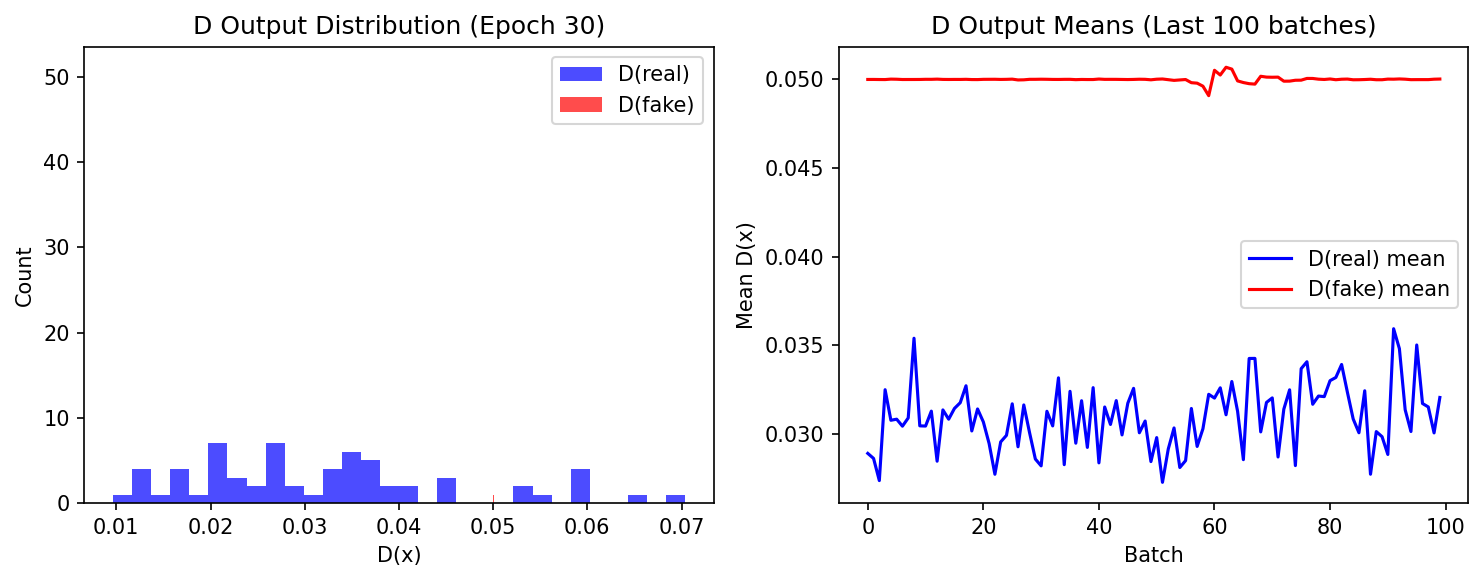 D Output Distribution (Epoch 30)
50
40
30
20
10
0
Count
0.01 0.02 0.03 0.04 0.05 0.06 0.07
D(x)
D(real)
D(fake)
D Output Means (Last 100 batches)
0.050
0.045
0.040
0.035
0.030
Mean D(x)
0 20 40 60 80 100
Batch
D(real) mean
D(fake) mean